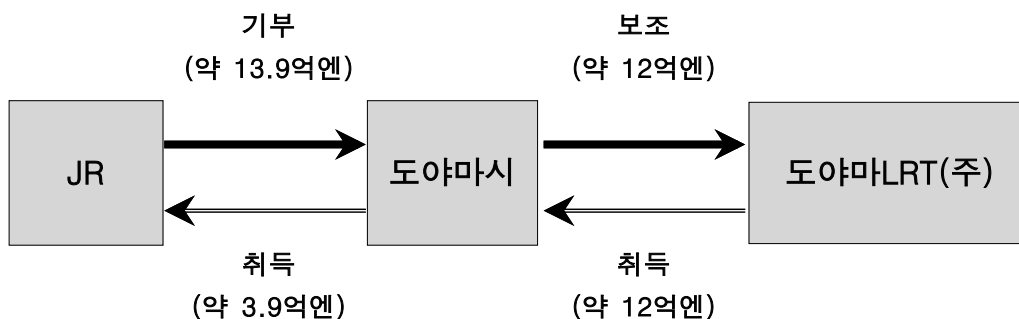 기부
(약 13.9억엔)
보조
(약 12억엔)
JR
도야마시
도야마LRT(주)
취득
(약 3.9억엔)
취득
(약 12억엔)